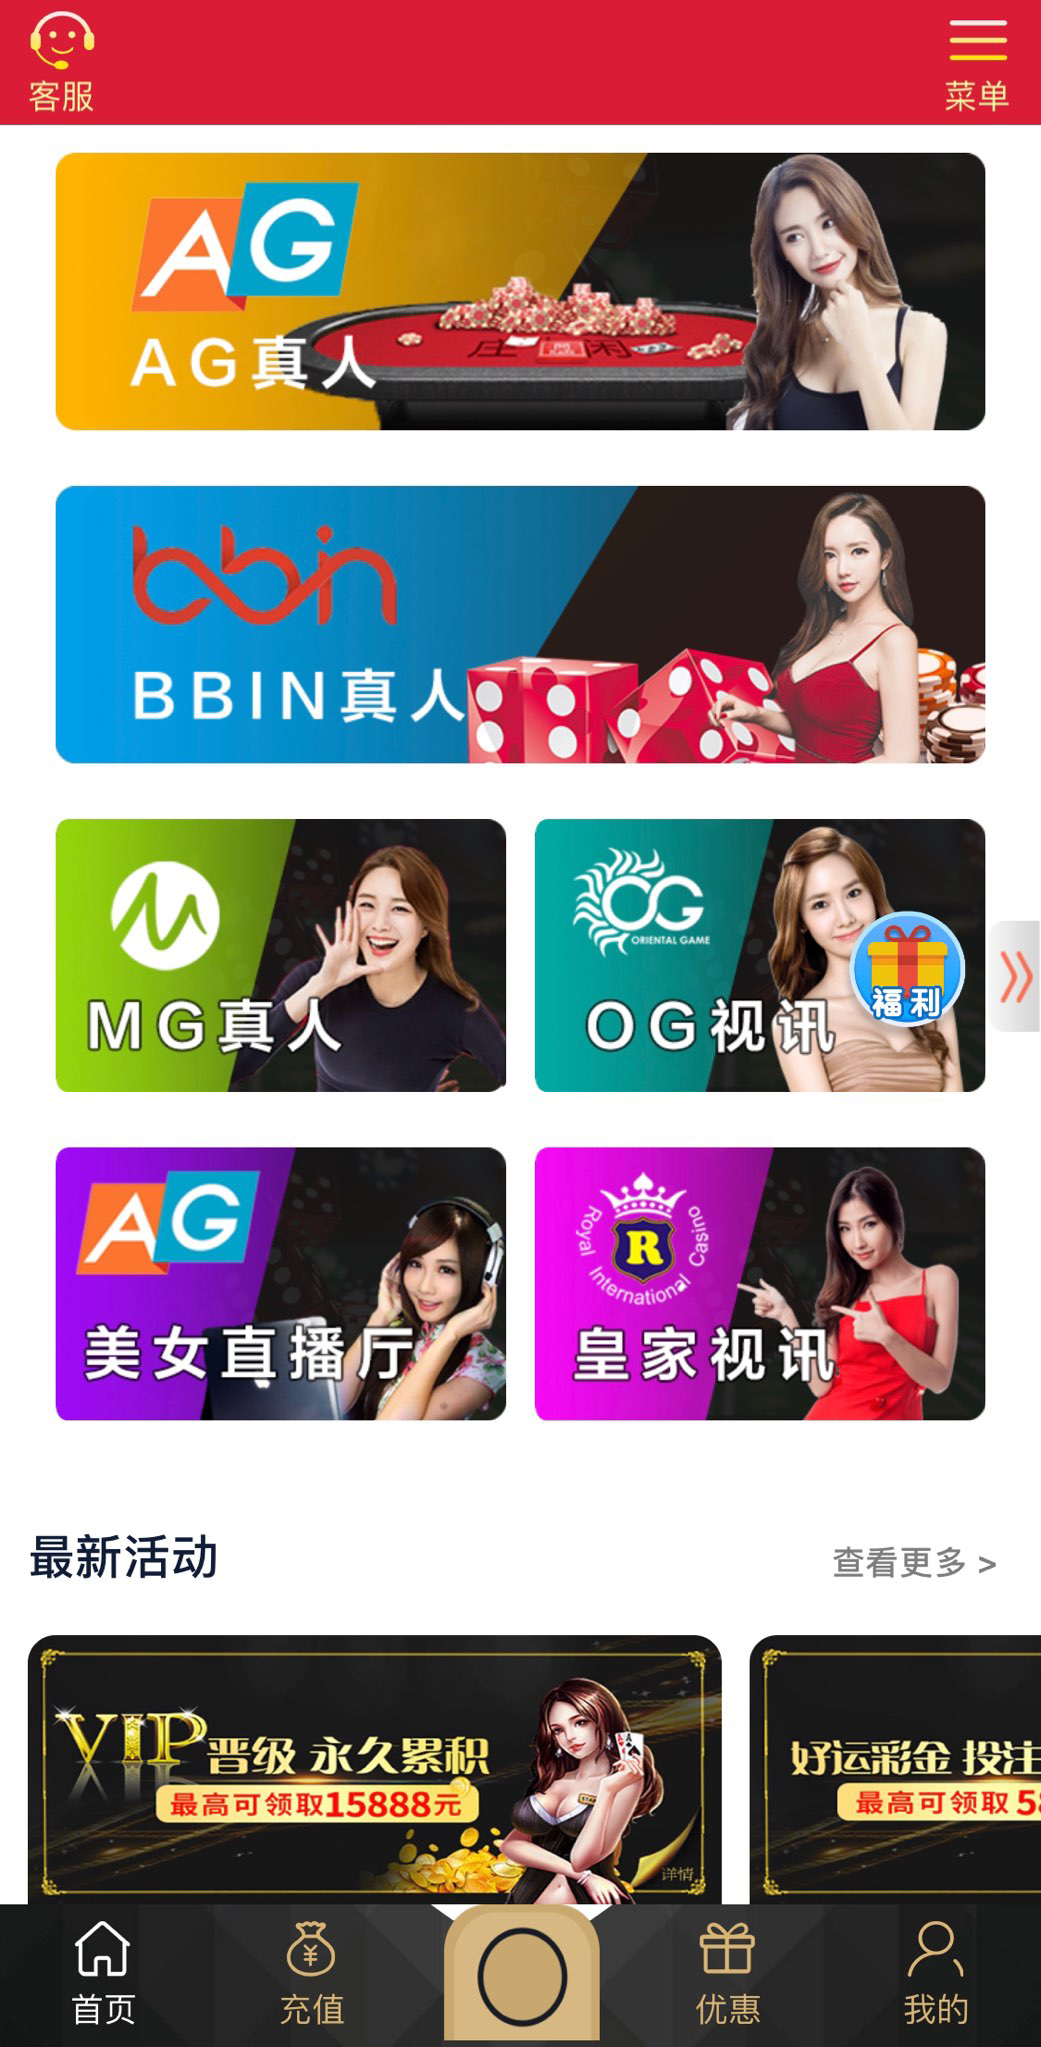 客服
菜单
AG
AG真人
庄 闲
bbin
BBIN真人
MG真人
OG
ORIENTAL GAME
OG视讯
福利
AG
美女直播厅
R
Royal International Casino
皇家视讯
最新活动
查看更多 >
VIP晋级 永久累积
最高可领取15888元
详情
好运彩金 投注
最高可领取 58
首页
充值
优惠
我的